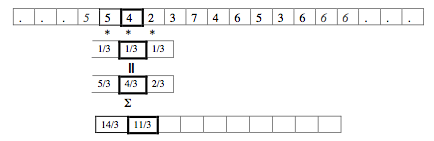 . . . 5 5 4 2 3 7 4 6 5 3 6 6 6 . . .
* * *
1/3 1/3 1/3
=
5/3 4/3 2/3
Σ
14/3 11/3